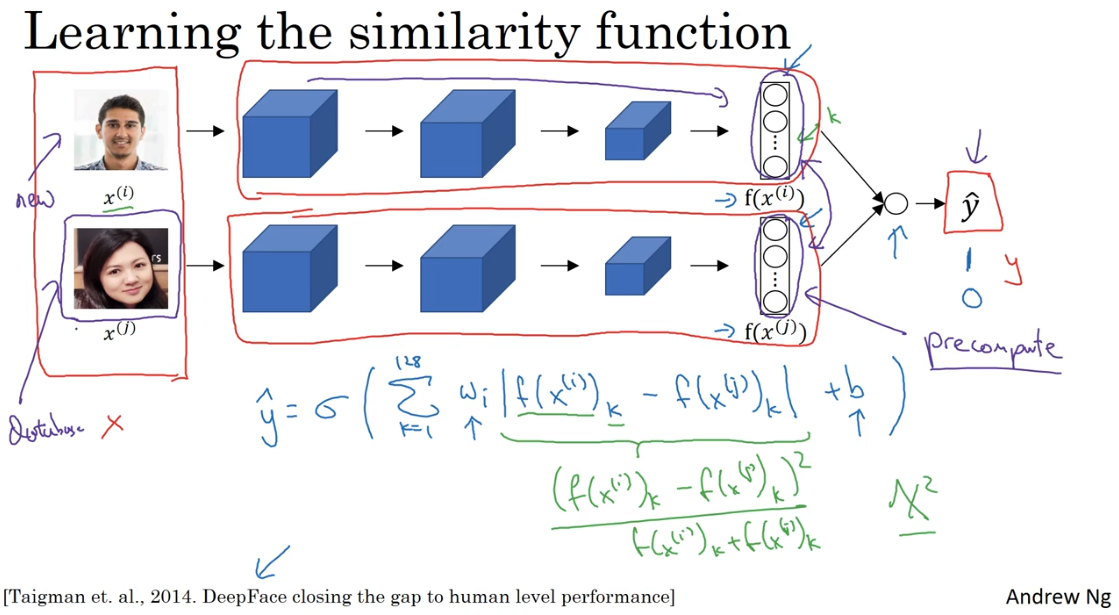 Learning the similarity function
new
x^(i)
f(x^(i))
k
ŷ
1
0
y
rs
x^(j)
f(x^(j))
precompute
Database X
ŷ = σ ( Σ_{k=1}^{128} w_i | f(x^(i))_k − f(x^(j))_k | + b )
(f(x^(i))_k − f(x^(j))_k)^2
f(x^(i))_k + f(x^(j))_k
χ^2
[Taigman et. al., 2014. DeepFace closing the gap to human level performance]
Andrew Ng